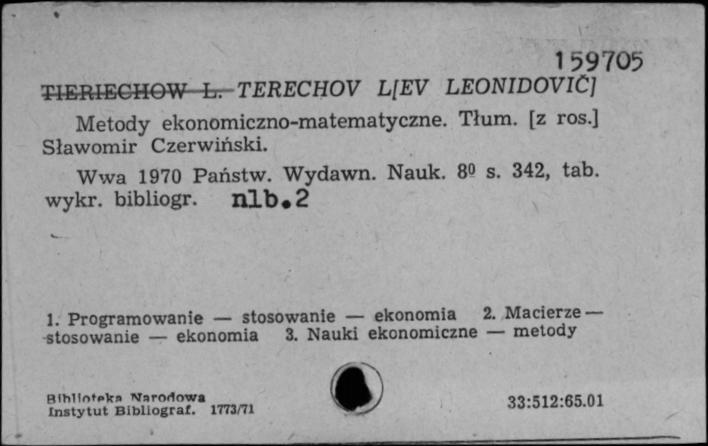 159705
TIERIECHOW L. TERECHOV L[EV LEONIDOVIČ]
Metody ekonomiczno-matematyczne. Tłum. [z ros.]
Sławomir Czerwiński.
Wwa 1970 Państw. Wydawn. Nauk. 8º s. 342, tab.
wykr. bibliogr. nlb.2
1. Programowanie — stosowanie — ekonomia 2. Macierze —
stosowanie — ekonomia 3. Nauki ekonomiczne — metody
Biblioteka Narodowa
Instytut Bibliograf. 1773/71
33:512:65.01